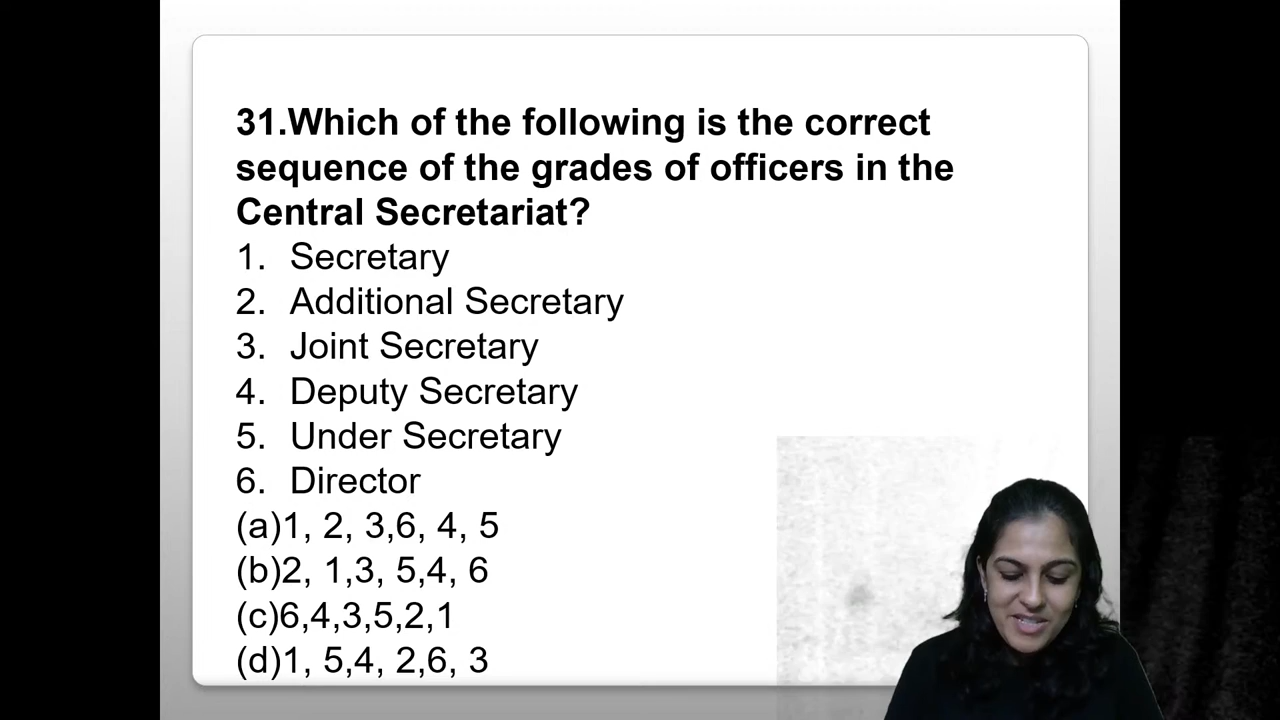 31.Which of the following is the correct
sequence of the grades of officers in the
Central Secretariat?
1. Secretary
2. Additional Secretary
3. Joint Secretary
4. Deputy Secretary
5. Under Secretary
6. Director
(a)1, 2, 3,6, 4, 5
(b)2, 1,3, 5,4, 6
(c)6,4,3,5,2,1
(d)1, 5,4, 2,6, 3